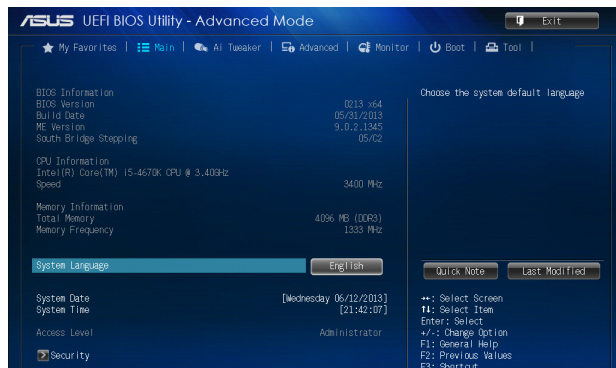 ASUS UEFI BIOS Utility - Advanced Mode
Exit
My Favorites | Main | Ai Tweaker | Advanced | Monitor | Boot | Tool |
BIOS Information
BIOS Version 0213 x64
Build Date 05/31/2013
ME Version 9.0.2.1345
South Bridge Stepping 05/C2
CPU Information
Intel(R) Core(TM) i5-4670K CPU @ 3.40GHz
Speed 3400 MHz
Memory Information
Total Memory 4096 MB (DDR3)
Memory Frequency 1333 MHz
System Language English
System Date [Wednesday 06/12/2013]
System Time [21:42:07]
Access Level Administrator
Security
Choose the system default language
Quick Note Last Modified
→←: Select Screen
↑↓: Select Item
Enter: Select
+/-: Change Option
F1: General Help
F2: Previous Values
F3: Shortcut